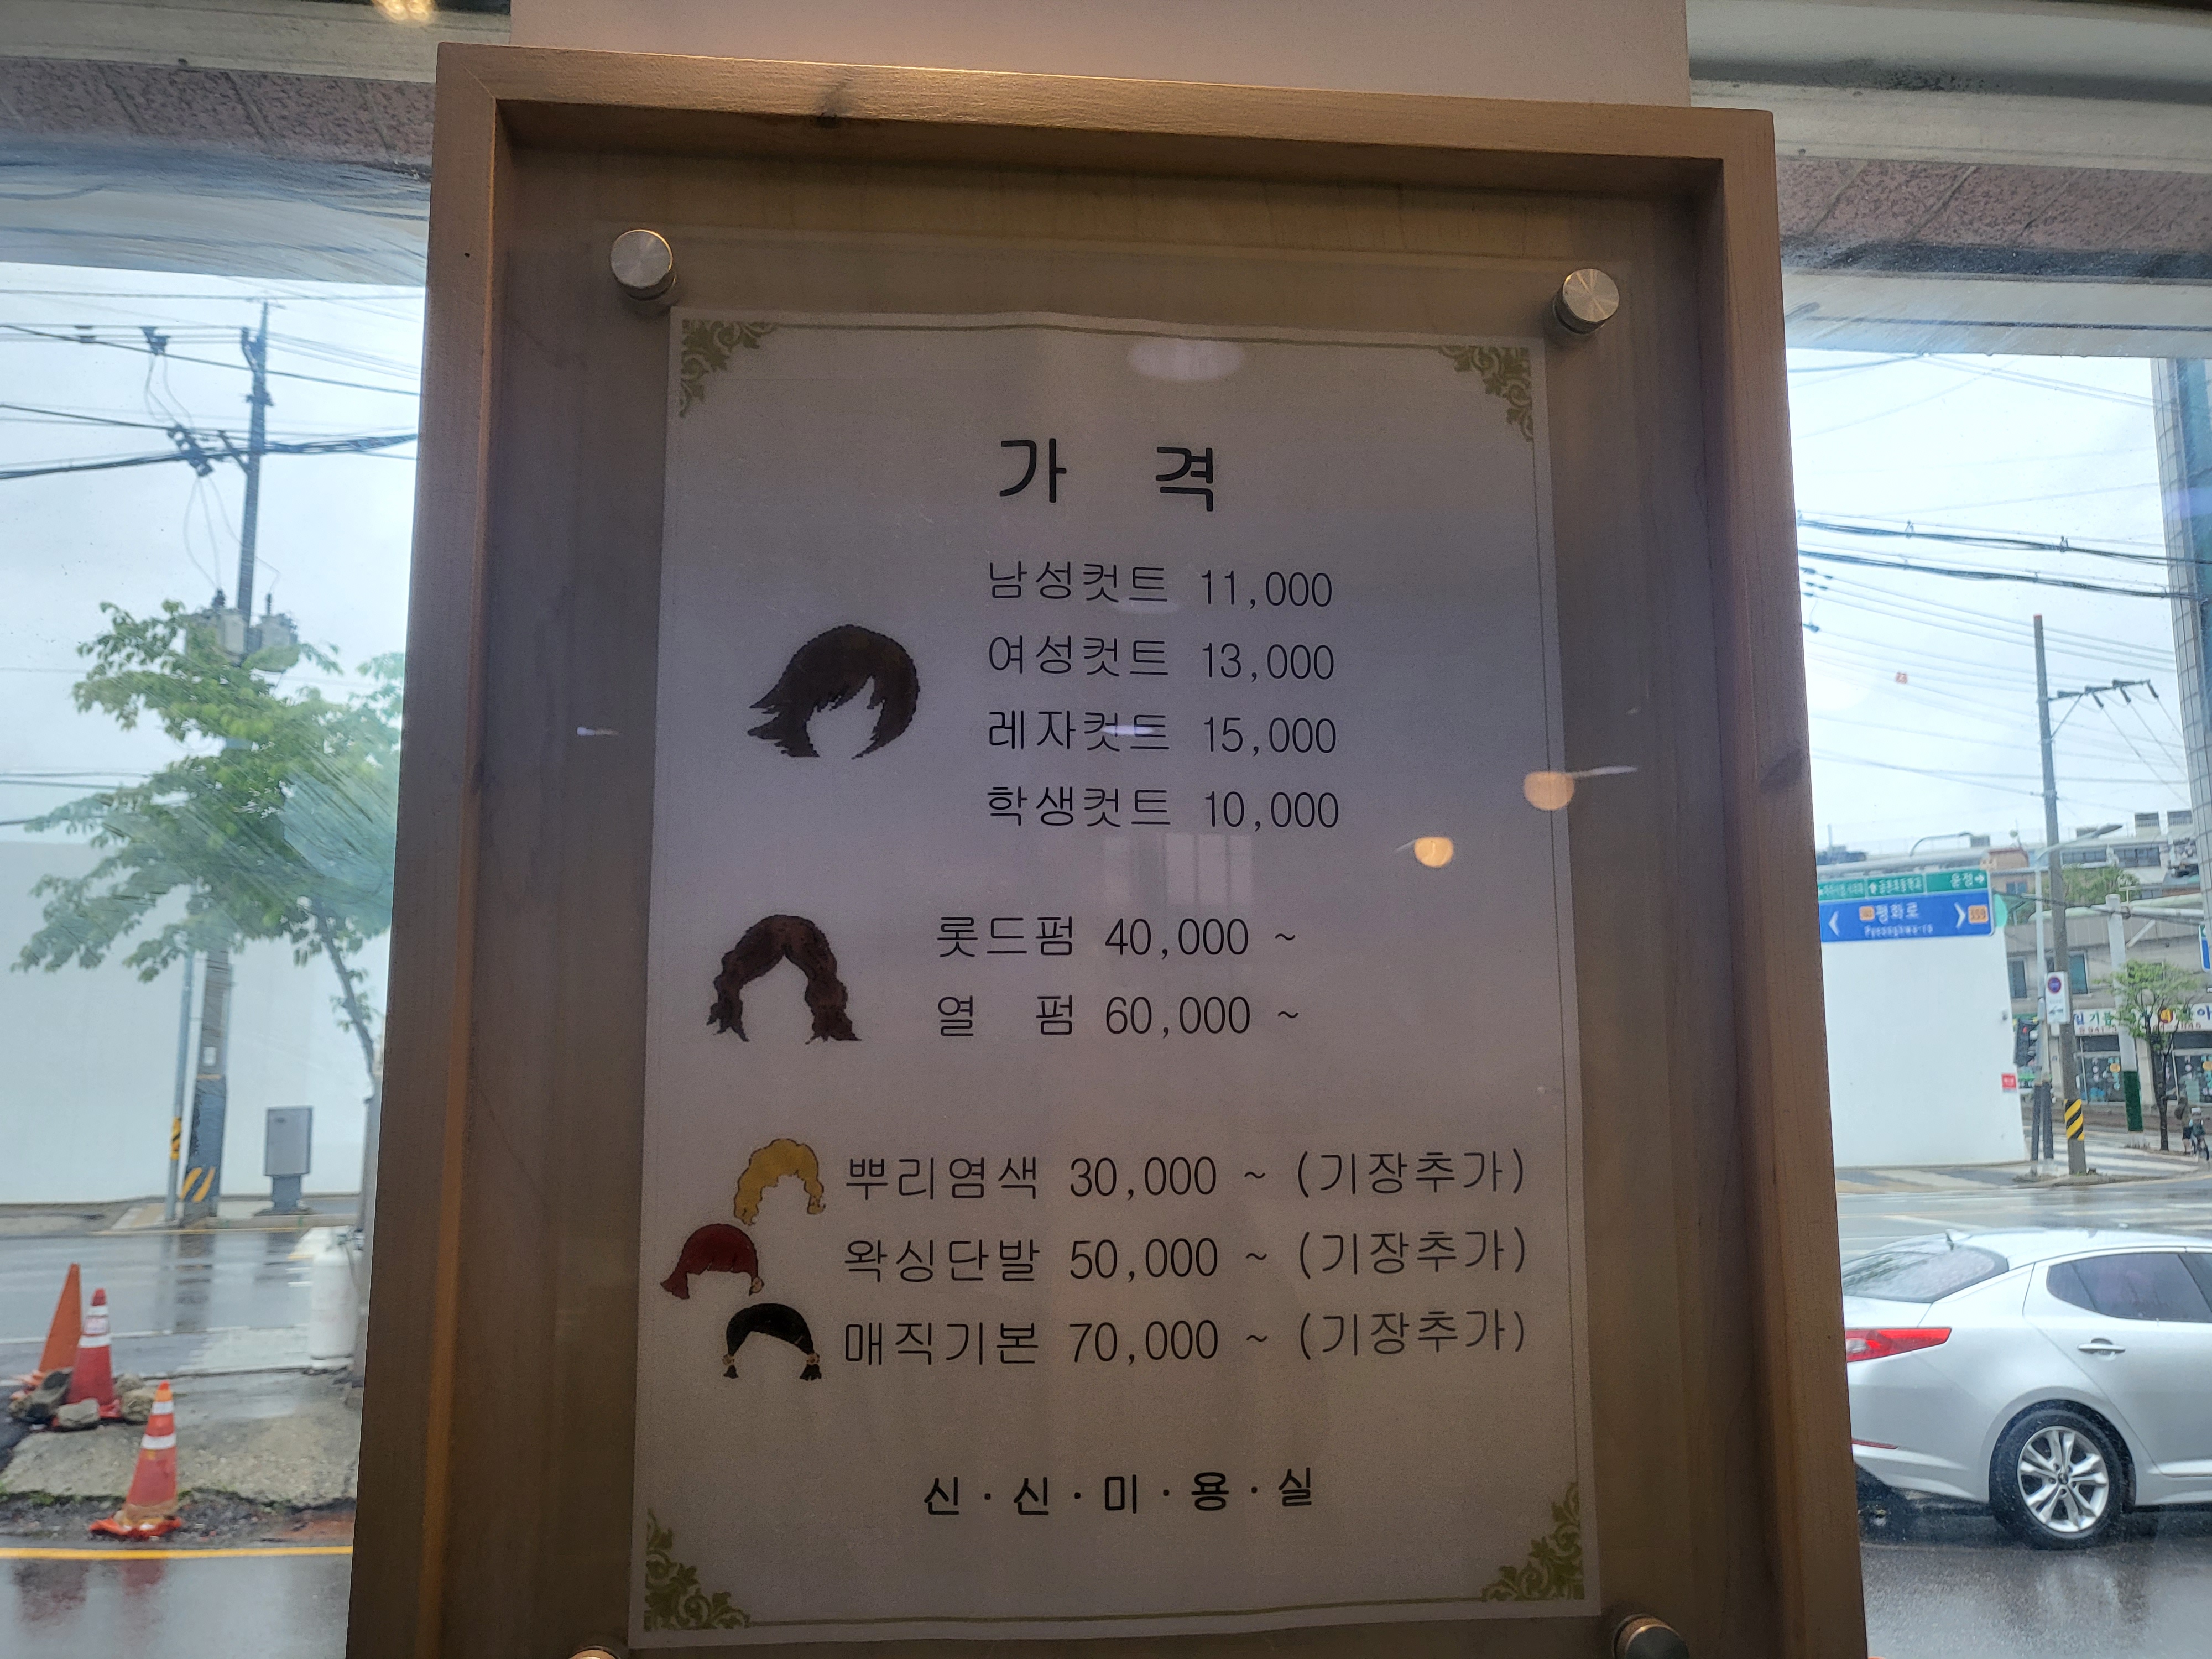 가 격
남성컷트 11,000
여성컷트 13,000
레자컷트 15,000
학생컷트 10,000
롯드펌 40,000 ~
열 펌 60,000 ~
뿌리염색 30,000 ~ (기장추가)
왁싱단발 50,000 ~ (기장추가)
매직기본 70,000 ~ (기장추가)
신·신·미·용·실
운정
평화로
Pyeonghwa-ro